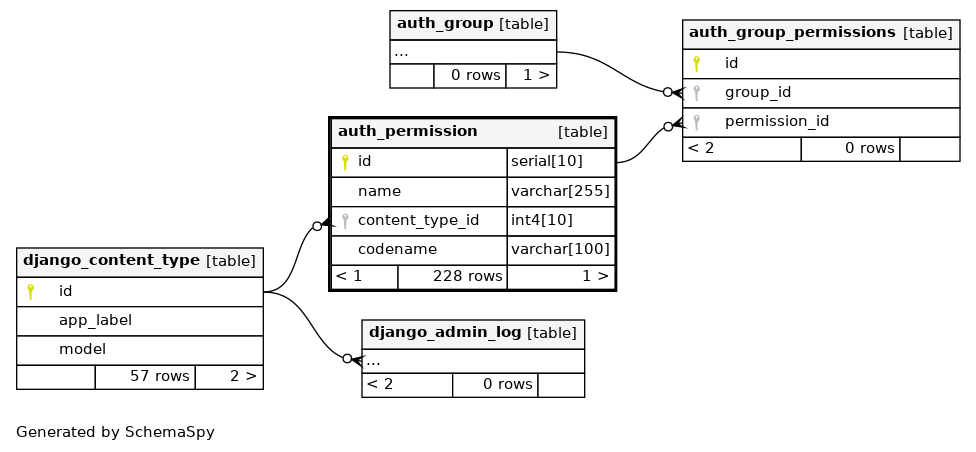 auth_group [table]
...
0 rows 1 >
auth_group_permissions [table]
id
group_id
permission_id
< 2 0 rows
auth_permission [table]
id serial[10]
name varchar[255]
content_type_id int4[10]
codename varchar[100]
< 1 228 rows 1 >
django_content_type [table]
id
app_label
model
57 rows 2 >
django_admin_log [table]
...
< 2 0 rows
Generated by SchemaSpy